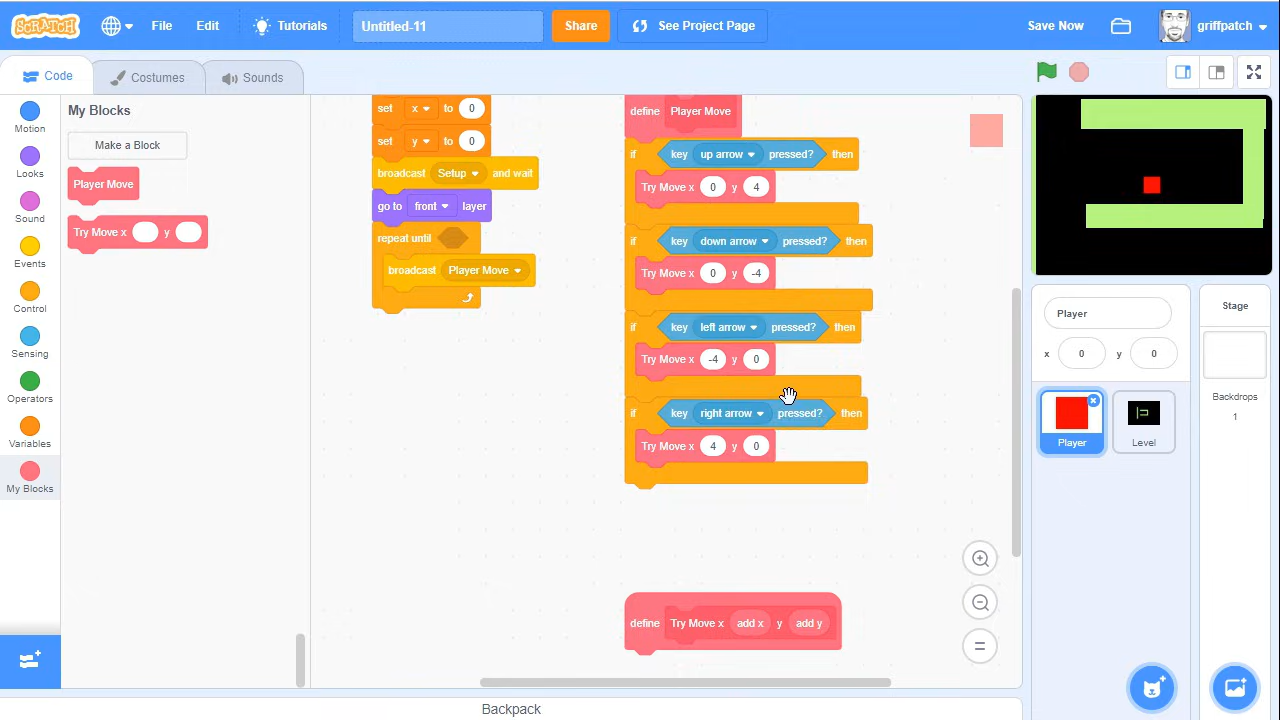 SCRATCH File Edit Tutorials Untitled-11 Share See Project Page Save Now griffpatch
Code Costumes Sounds
Motion
Looks
Sound
Events
Control
Sensing
Operators
Variables
My Blocks
My Blocks
Make a Block
Player Move
Try Move x y
set x to 0
set y to 0
broadcast Setup and wait
go to front layer
repeat until
broadcast Player Move
define Player Move
if key up arrow pressed? then
Try Move x 0 y 4
if key down arrow pressed? then
Try Move x 0 y -4
if key left arrow pressed? then
Try Move x -4 y 0
if key right arrow pressed? then
Try Move x 4 y 0
define Try Move x add x y add y
Player
x 0 y 0
Player
Level
Stage
Backdrops
1
Backpack